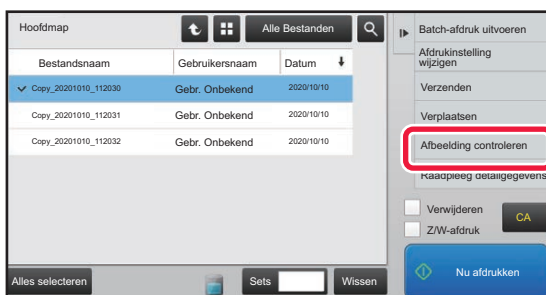 Hoofdmap
Alle Bestanden
Bestandsnaam Gebruikersnaam Datum
Copy_20201010_112030 Gebr. Onbekend 2020/10/10
Copy_20201010_112031 Gebr. Onbekend 2020/10/10
Copy_20201010_112032 Gebr. Onbekend 2020/10/10
Alles selecteren
Sets
Wissen
Batch-afdruk uitvoeren
Afdrukinstelling
wijzigen
Verzenden
Verplaatsen
Afbeelding controleren
Raadpleeg detailgegevens
Verwijderen
Z/W-afdruk
CA
Nu afdrukken